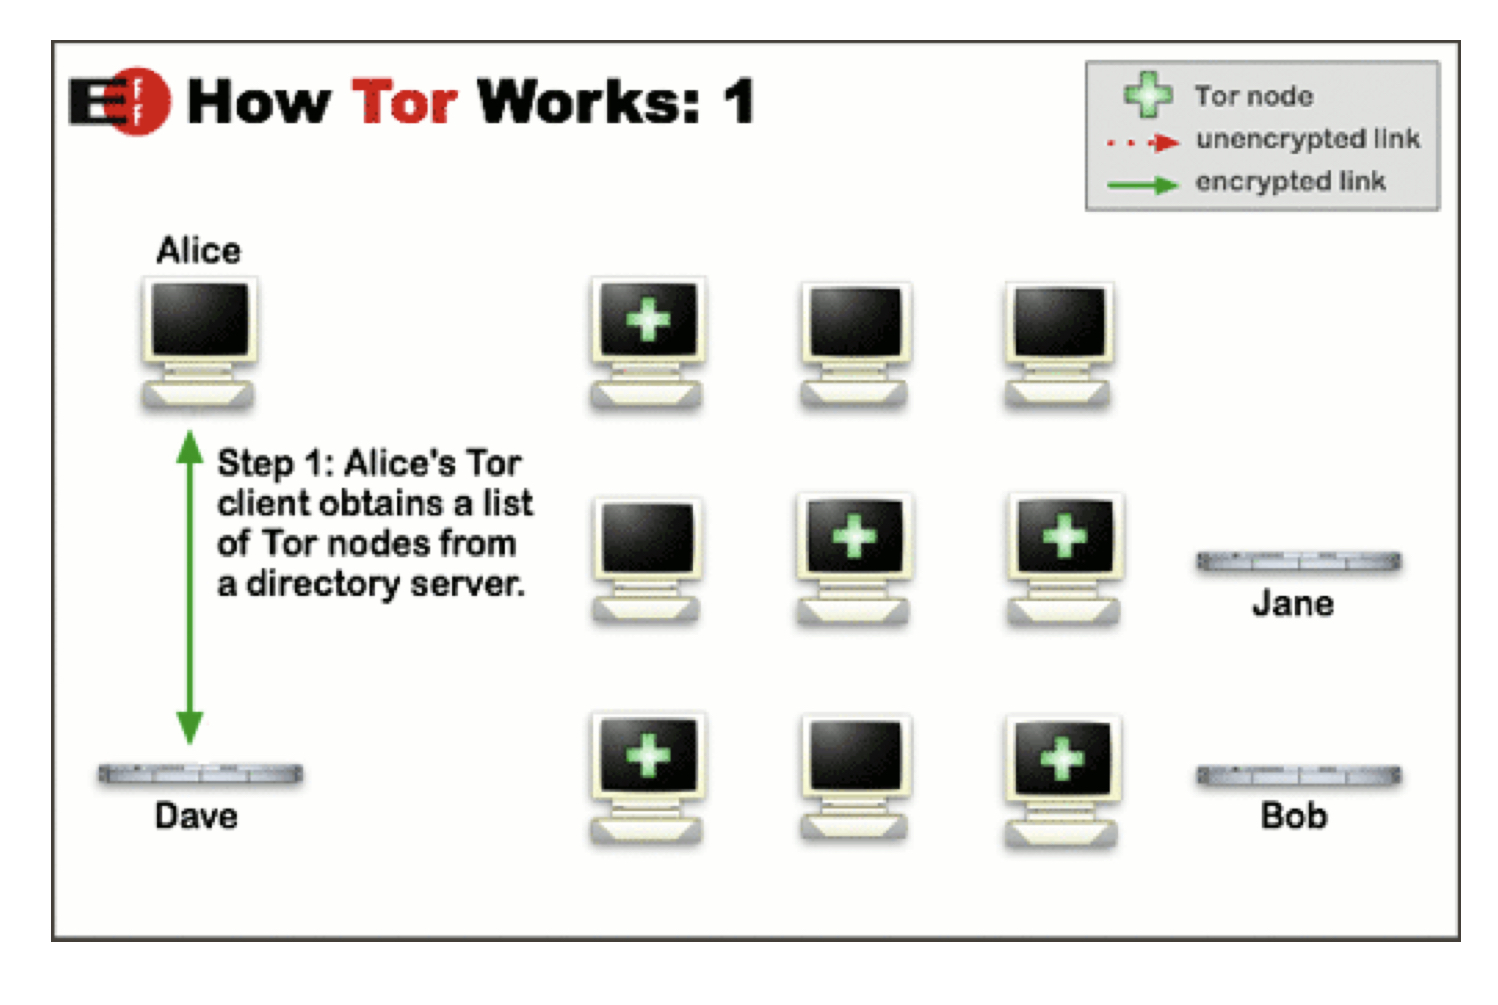 EFF How Tor Works: 1
Tor node
unencrypted link
encrypted link
Alice
Step 1: Alice's Tor
client obtains a list
of Tor nodes from
a directory server.
Jane
Dave
Bob